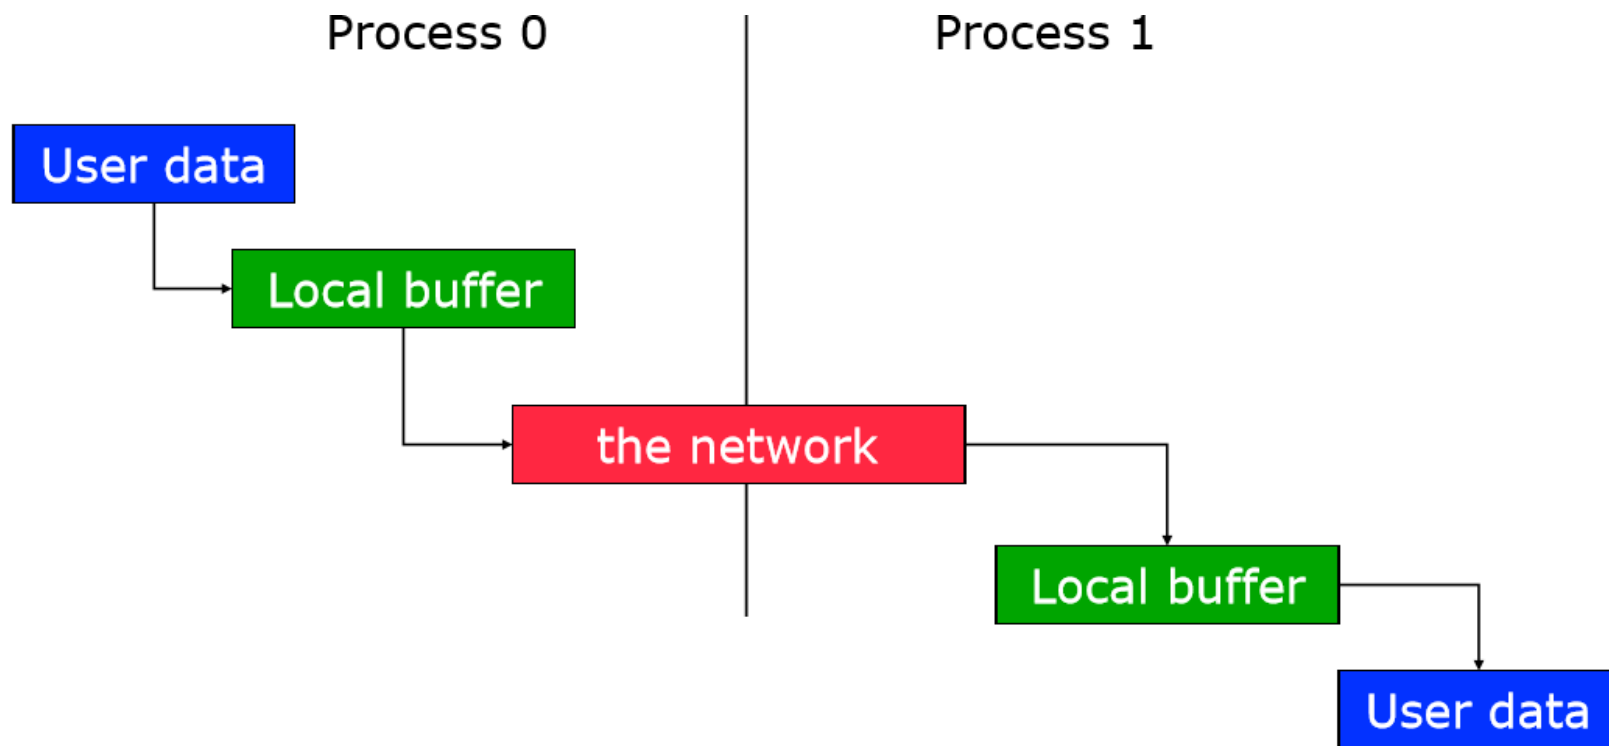 Process 0
Process 1
User data
Local buffer
the network
Local buffer
User data